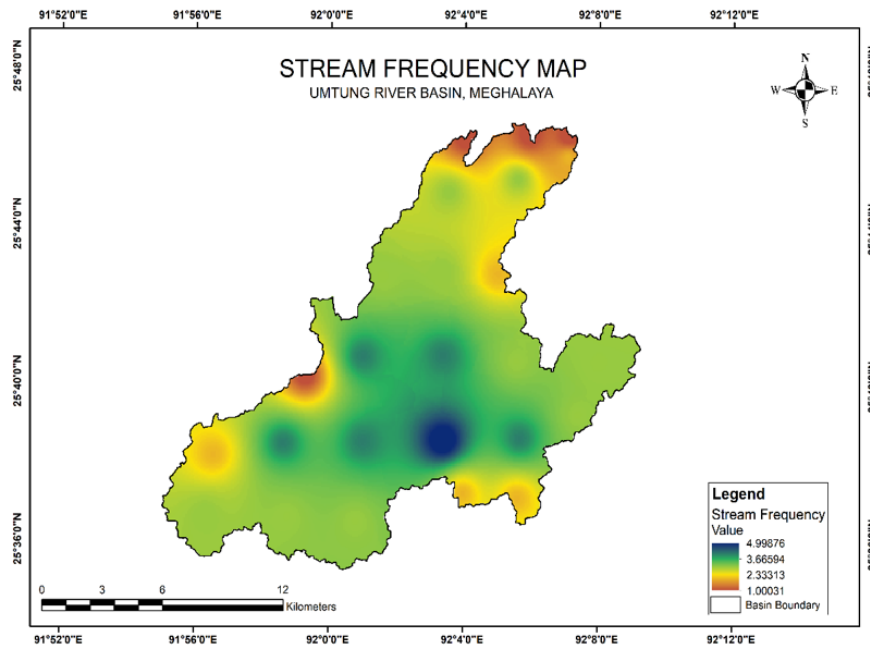 91°52'0"E 91°56'0"E 92°0'0"E 92°4'0"E 92°8'0"E 92°12'0"E
STREAM FREQUENCY MAP
UMTUNG RIVER BASIN, MEGHALAYA
N
W E
S
25°48'0"N
25°44'0"N
25°40'0"N
25°36'0"N
Legend
Stream Frequency
Value
4.99876
3.66594
2.33313
1.00031
Basin Boundary
0 3 6 12
Kilometers
91°52'0"E 91°56'0"E 92°0'0"E 92°4'0"E 92°8'0"E 92°12'0"E